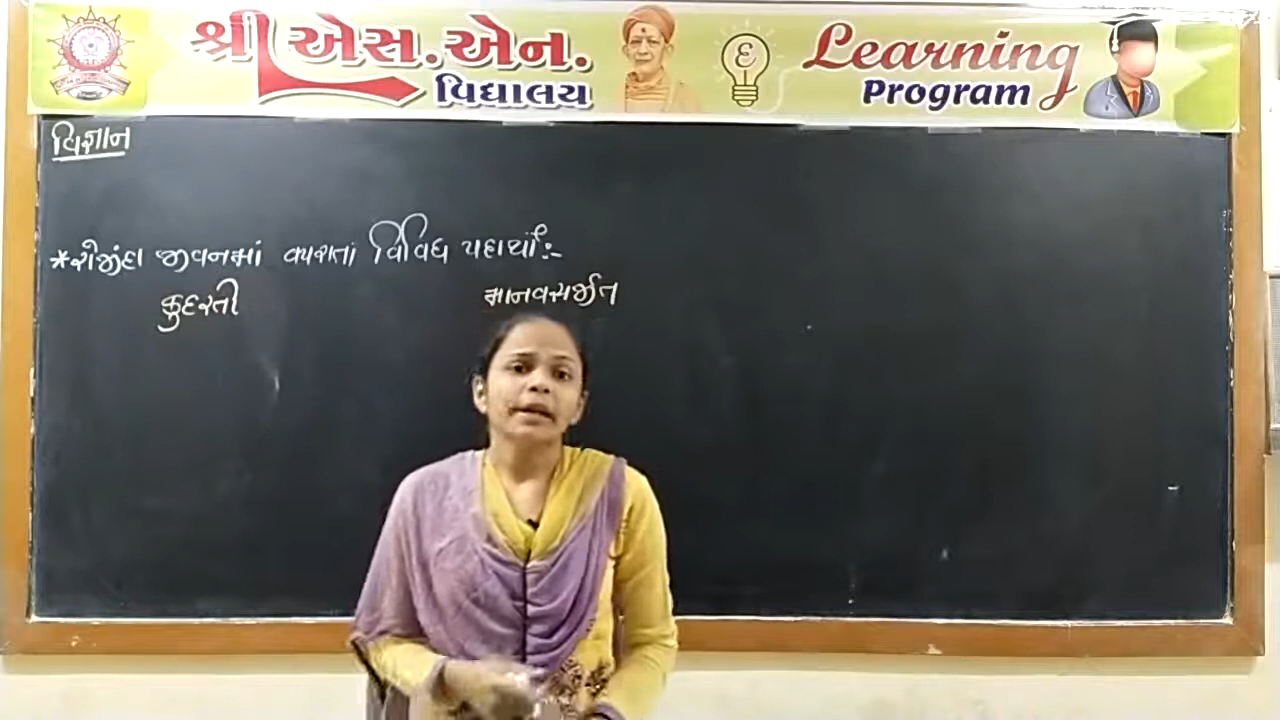 શ્રી એસ.એન.
વિદ્યાલય
Learning
Program
વિજ્ઞાન
*રોજીંદા જીવનમાં વપરાતાં વિવિધ પદાર્થો:-
કુદરતી માનવસર્જીત